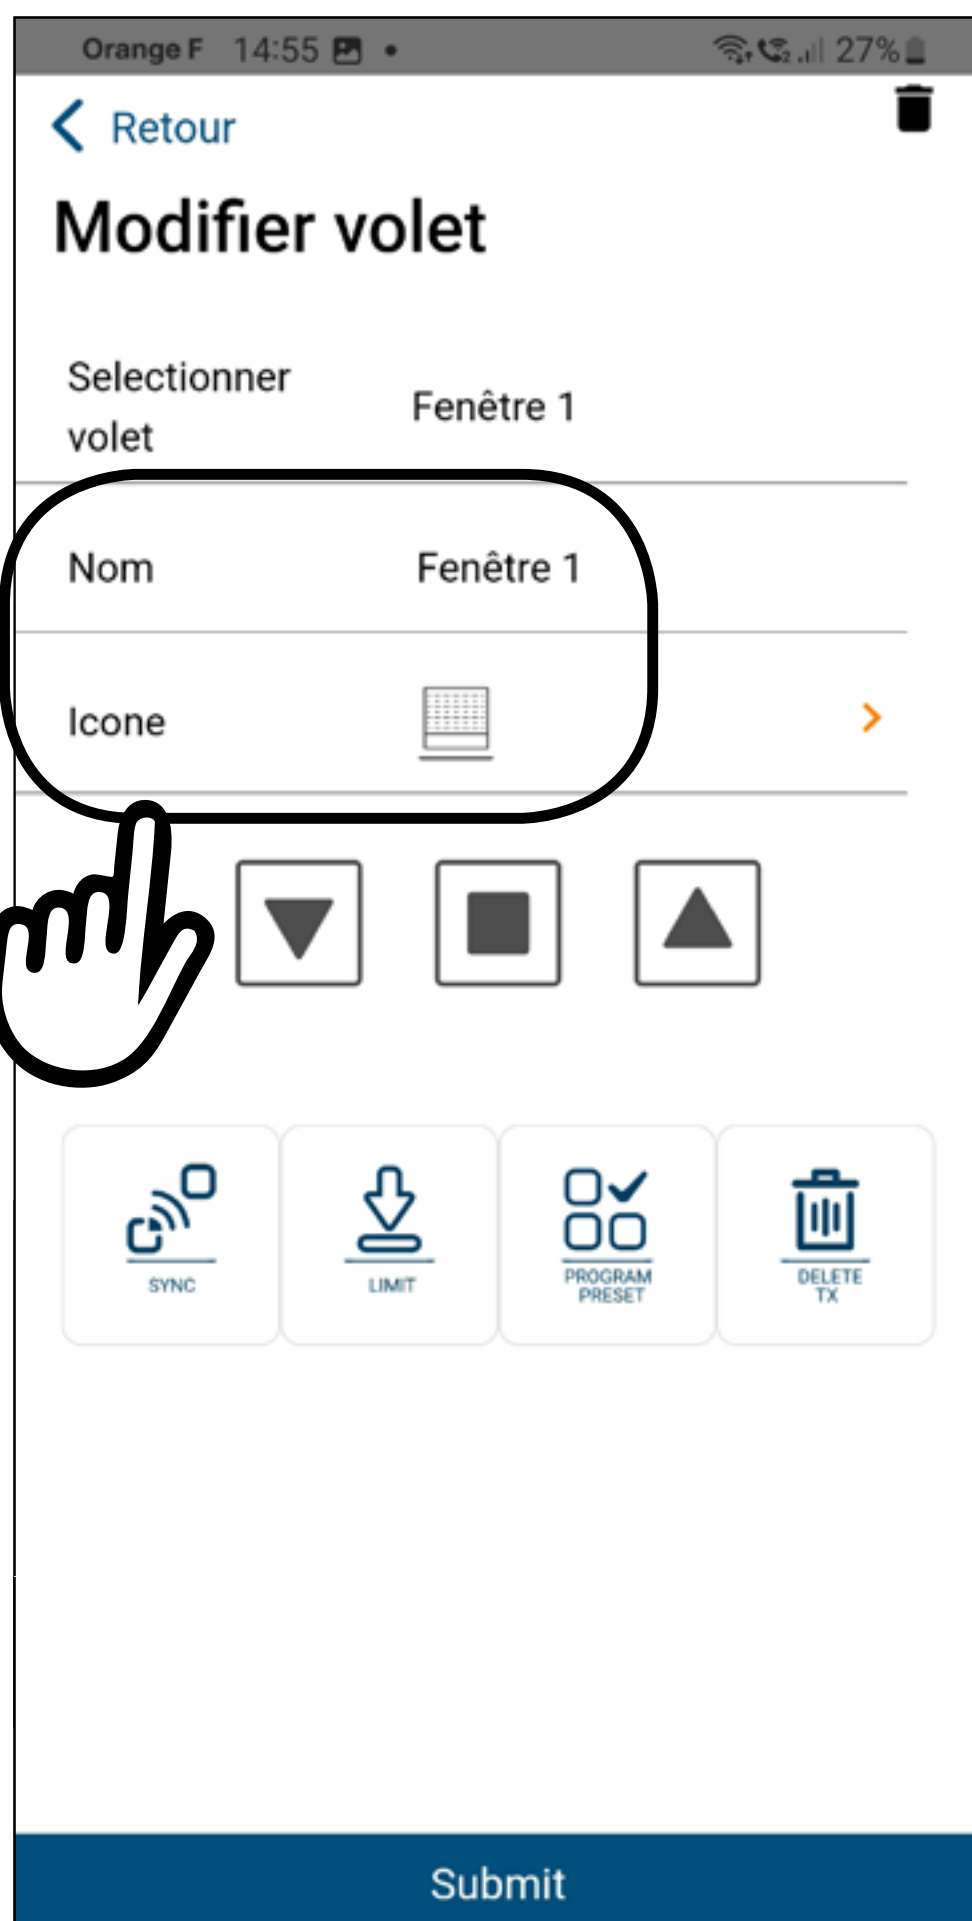 Orange F 14:55 27%
Retour
Modifier volet
Selectionner
volet
Fenêtre 1
Nom Fenêtre 1
Icone
SYNC
LIMIT
PROGRAM
PRESET
DELETE
TX
Submit